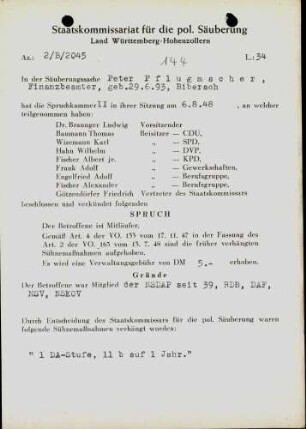 Staatskommissariat für die pol. Säuberung
Land Württemberg-Hohenzollern
Az.: 2/B/2045 144 L: 34
In der Säuberungssache Peter Pflugmacher,
Finanzbeamter, geb.29.6.93, Biberach
hat die Spruchkammer II in ihrer Sitzung am 6.8.48 , an welcher
teilgenommen haben:
Dr. Braunger Ludwig Vorsitzender
Baumann Thomas Beisitzer — CDU,
Wizemann Karl — SPD,
Hahn Wilhelm — DVP,
Fischer Albert jr. — KPD,
Frank Adolf — Gewerkschaften,
Engelfried Adolf — Berufsgruppe,
Fischer Alexander — Berufsgruppe,
Götzendörfer Friedrich Vertreter des Staatskommissars
beschlossen und verkündet folgenden
SPRUCH
Der Betroffene ist Mitläufer.
Gemäß Art. 4 der VO. 133 vom 17. 11. 47 in der Fassung des
Art. 2 der VO. 165 vom 13. 7. 48 sind die früher verhängten
Sühnemaßnahmen aufgehoben.
Es wird eine Verwaltungsgebühr von DM 5.- erhoben.
Gründe
Der Betroffene war Mitglied der NSDAP seit 39, RDB, DAF,
NSV, NSKOV
Durch Entscheidung des Staatskommissars für die pol. Säuberung waren
folgende Sühnemaßnahmen verhängt worden:
" 1 DA-Stufe, 11 b auf 1 Jahr."